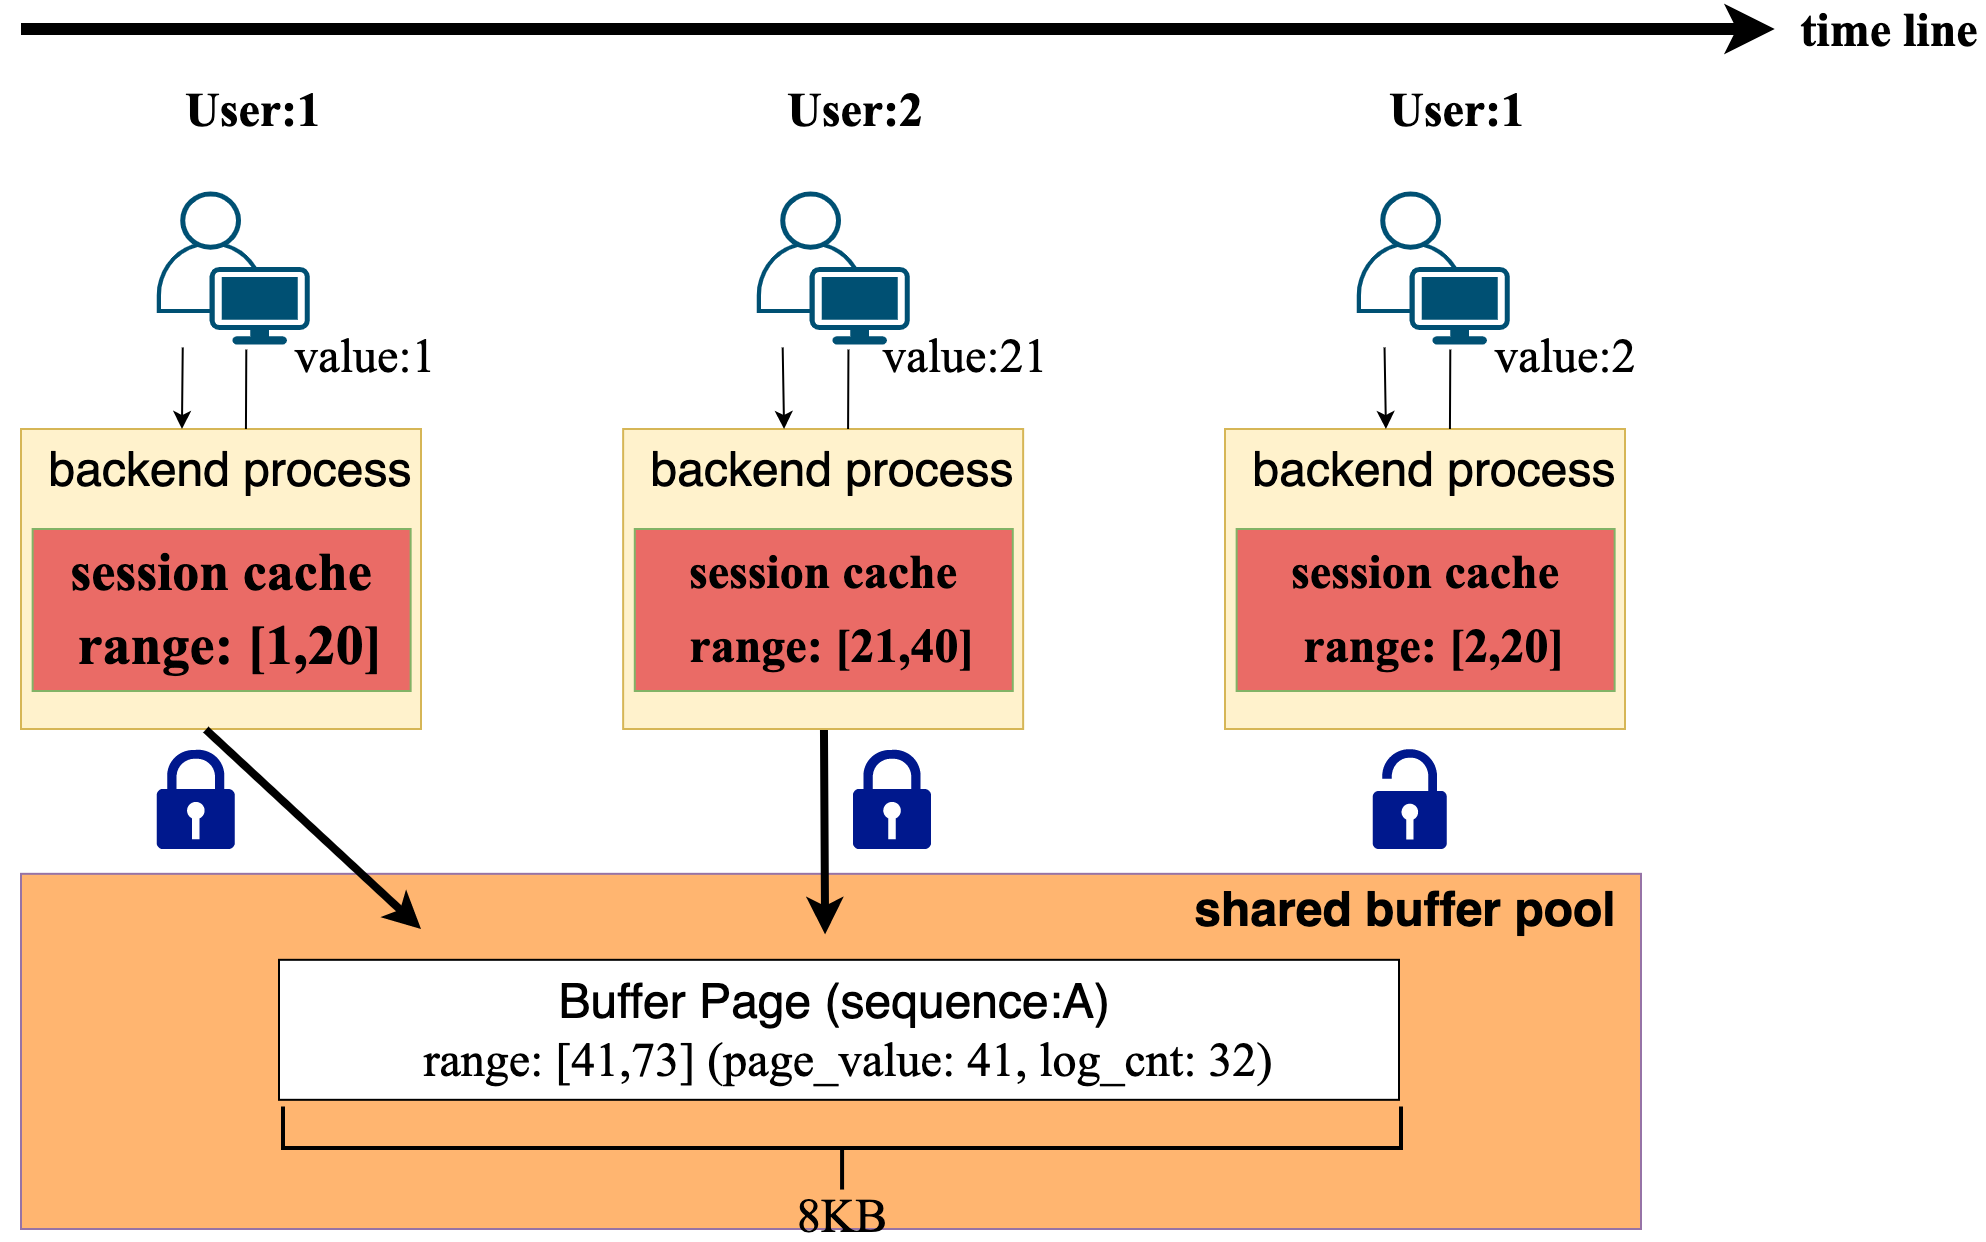 time line
User:1
User:2
User:1
value:1
value:21
value:2
backend process
backend process
backend process
session cache
range: [1,20]
session cache
range: [21,40]
session cache
range: [2,20]
shared buffer pool
Buffer Page (sequence:A)
range: [41,73] (page_value: 41, log_cnt: 32)
8KB